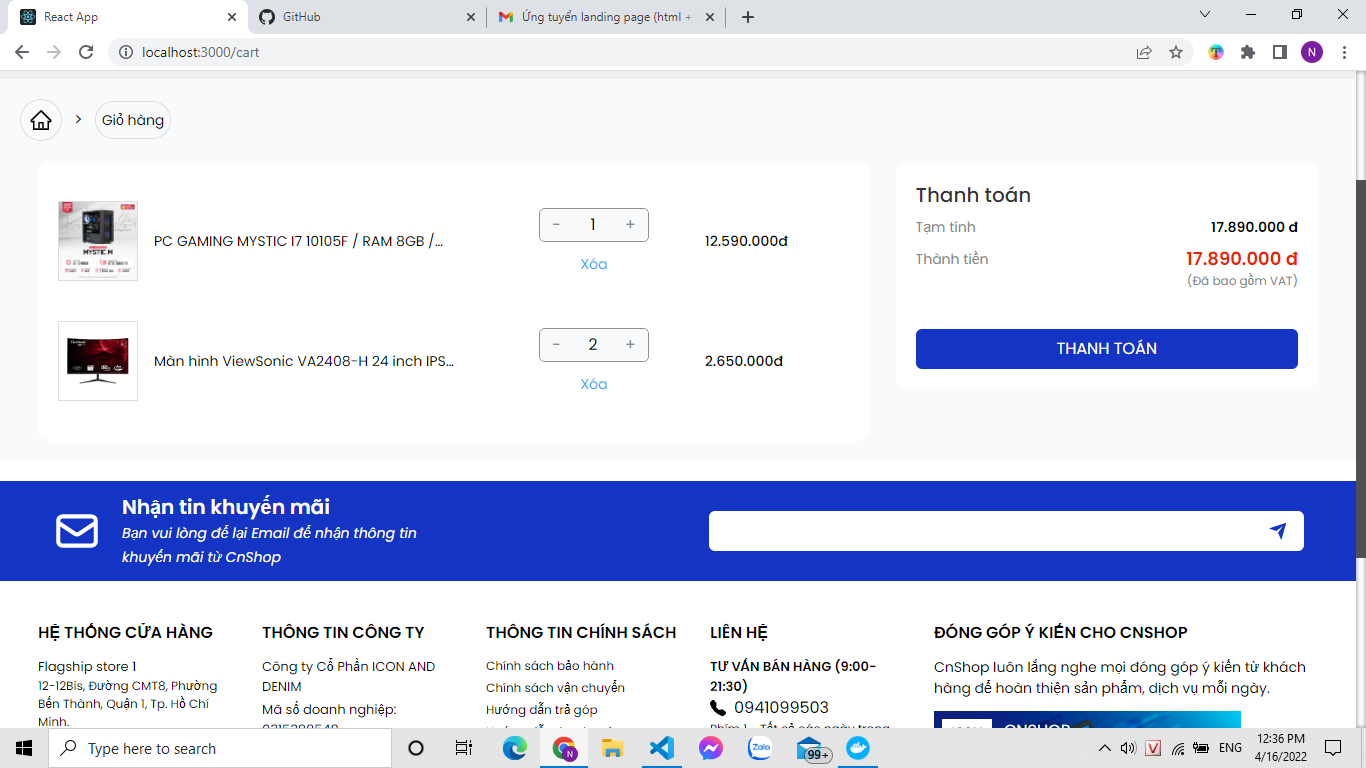 React App
GitHub
Ứng tuyển landing page (html +
localhost:3000/cart
N
Giỏ hàng
PC GAMING MYSTIC I7 10105F / RAM 8GB /...
- 1 +
Xóa
12.590.000đ
Màn hình ViewSonic VA2408-H 24 inch IPS...
- 2 +
Xóa
2.650.000đ
Thanh toán
Tạm tính 17.890.000 đ
Thành tiền 17.890.000 đ
(Đã bao gồm VAT)
THANH TOÁN
Nhận tin khuyến mãi
Bạn vui lòng để lại Email để nhận thông tin
khuyến mãi từ CnShop
HỆ THỐNG CỬA HÀNG
Flagship store 1
12-12Bis, Đường CMT8, Phường
Bến Thành, Quận 1, Tp. Hồ Chí
Minh.
THÔNG TIN CÔNG TY
Công ty Cổ Phần ICON AND
DENIM
Mã số doanh nghiệp:
THÔNG TIN CHÍNH SÁCH
Chính sách bảo hành
Chính sách vận chuyển
Hướng dẫn trả góp
LIÊN HỆ
TƯ VẤN BÁN HÀNG (9:00-
21:30)
0941099503
Phím 1 - Tất cả các ngày trong
ĐÓNG GÓP Ý KIẾN CHO CNSHOP
CnShop luôn lắng nghe mọi đóng góp ý kiến từ khách
hàng để hoàn thiện sản phẩm, dịch vụ mỗi ngày.
CNSHOP
Type here to search
N
Zalo
99+
V
ENG
12:36 PM
4/16/2022